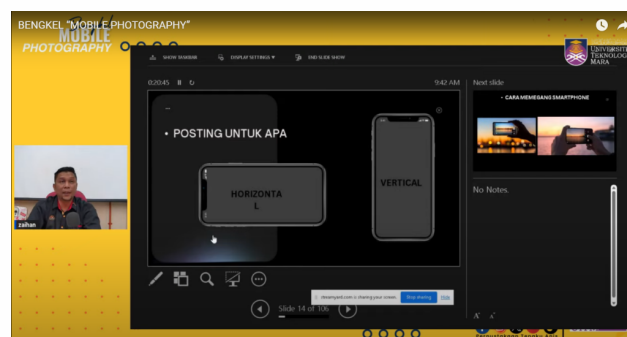 BENGKEL "MOBILE PHOTOGRAPHY"
MOBILE
PHOTOGRAPHY
UNIVERSITI
TEKNOLOGI
MARA
SHOW TASKBAR
DISPLAY SETTINGS ▼
END SLIDE SHOW
0:20:45
9:42 AM
Next slide
• POSTING UNTUK APA
HORIZONTA
L
VERTICAL
• CARA MEMEGANG SMARTPHONE
No Notes.
zaihan
streamyard.com is sharing your screen.
Stop sharing
Hide
Slide 14 of 106
A
A